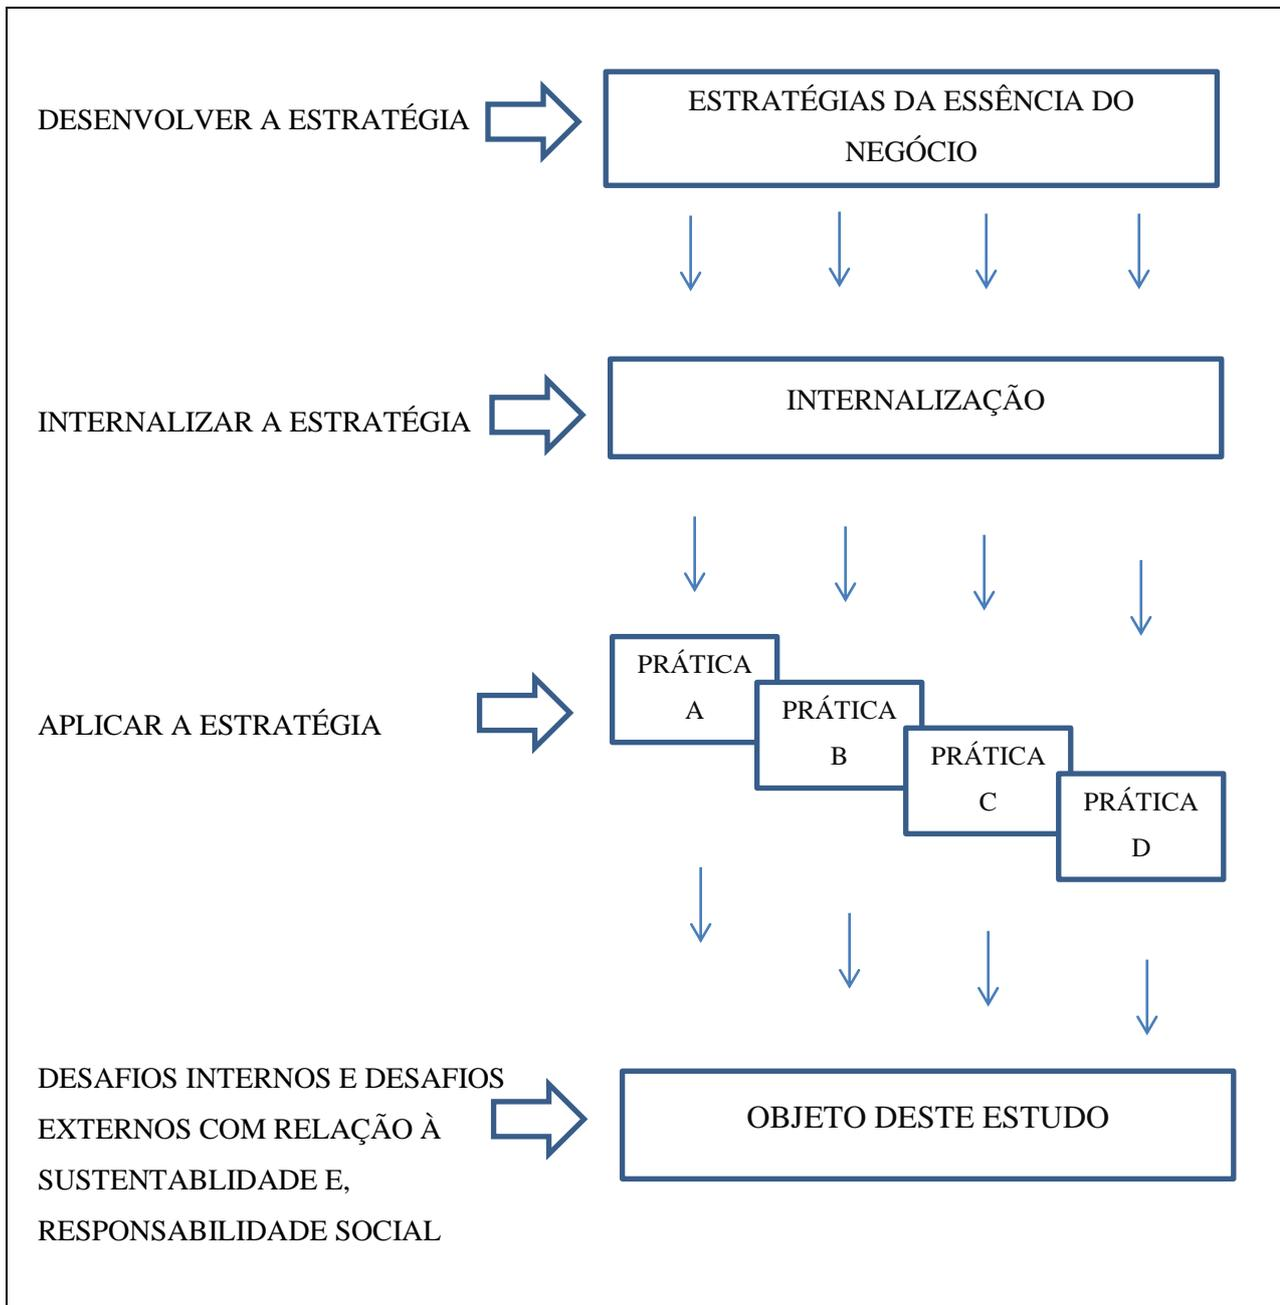 DESENVOLVER A ESTRATÉGIA
ESTRATÉGIAS DA ESSÊNCIA DO
NEGÓCIO
INTERNALIZAR A ESTRATÉGIA
INTERNALIZAÇÃO
APLICAR A ESTRATÉGIA
PRÁTICA
A
PRÁTICA
B
PRÁTICA
C
PRÁTICA
D
DESAFIOS INTERNOS E DESAFIOS
EXTERNOS COM RELAÇÃO À
SUSTENTABLIDADE E,
RESPONSABILIDADE SOCIAL
OBJETO DESTE ESTUDO